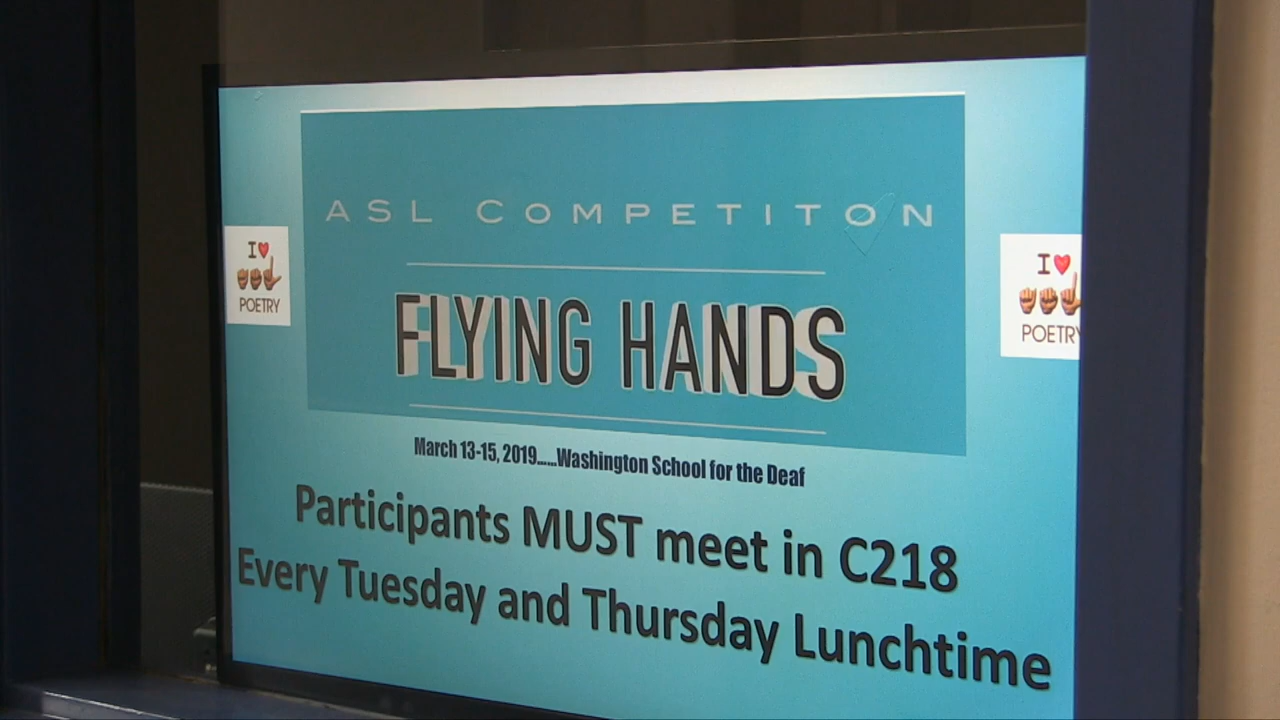 ASL COMPETITON
I
POETRY
I
POETRY
FLYING HANDS
March 13-15, 2019......Washington School for the Deaf
Participants MUST meet in C218
Every Tuesday and Thursday Lunchtime